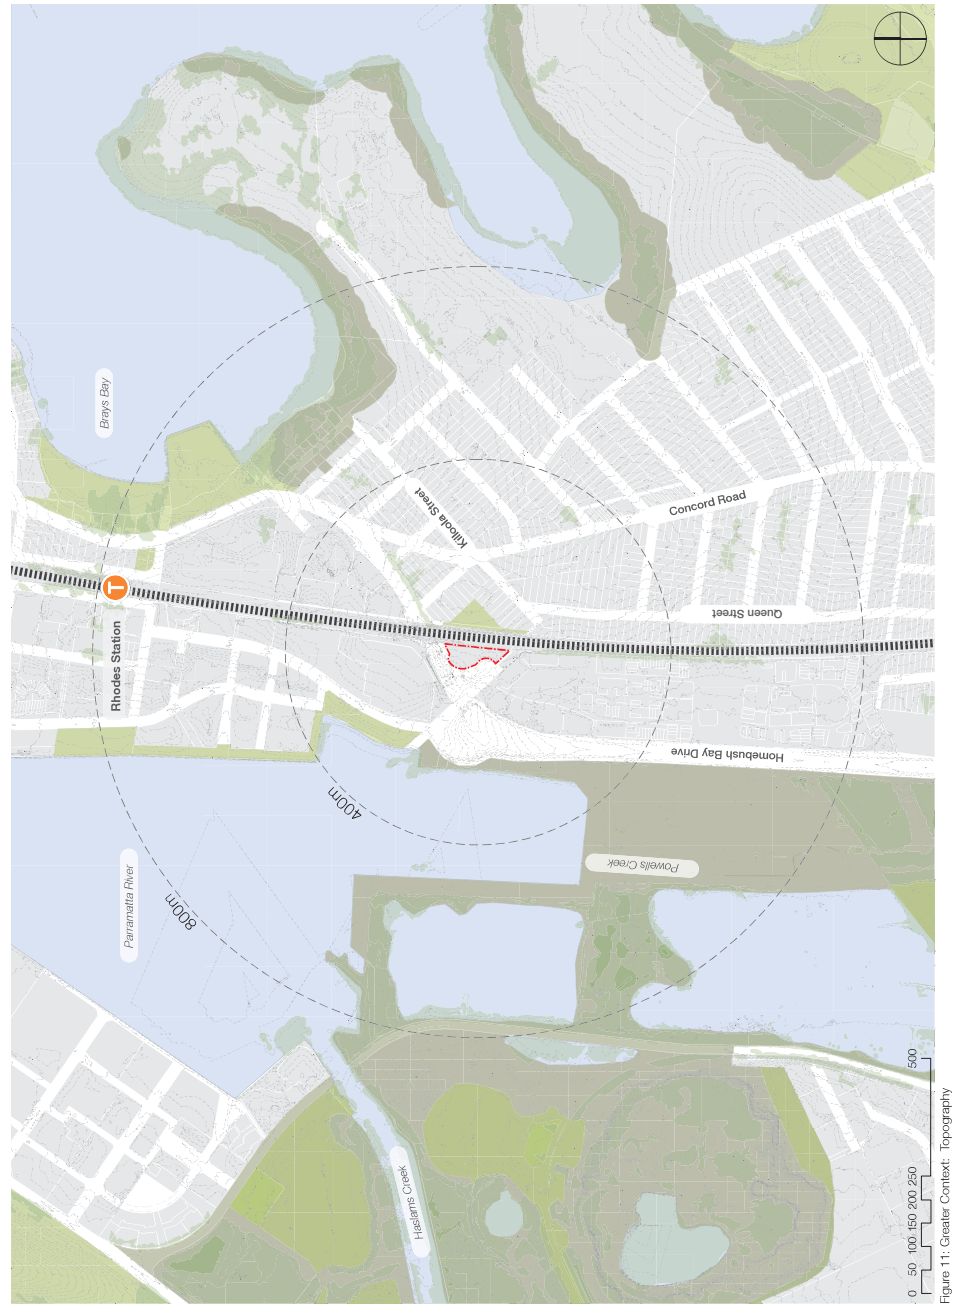 Brays Bay
Killoola Street
Concord Road
T
Rhodes Station
Queen Street
Homebush Bay Drive
400m
800m
Parramatta River
Powells Creek
Haslams Creek
0 50 100 150 200 250 500
Figure 11: Greater Context: Topography